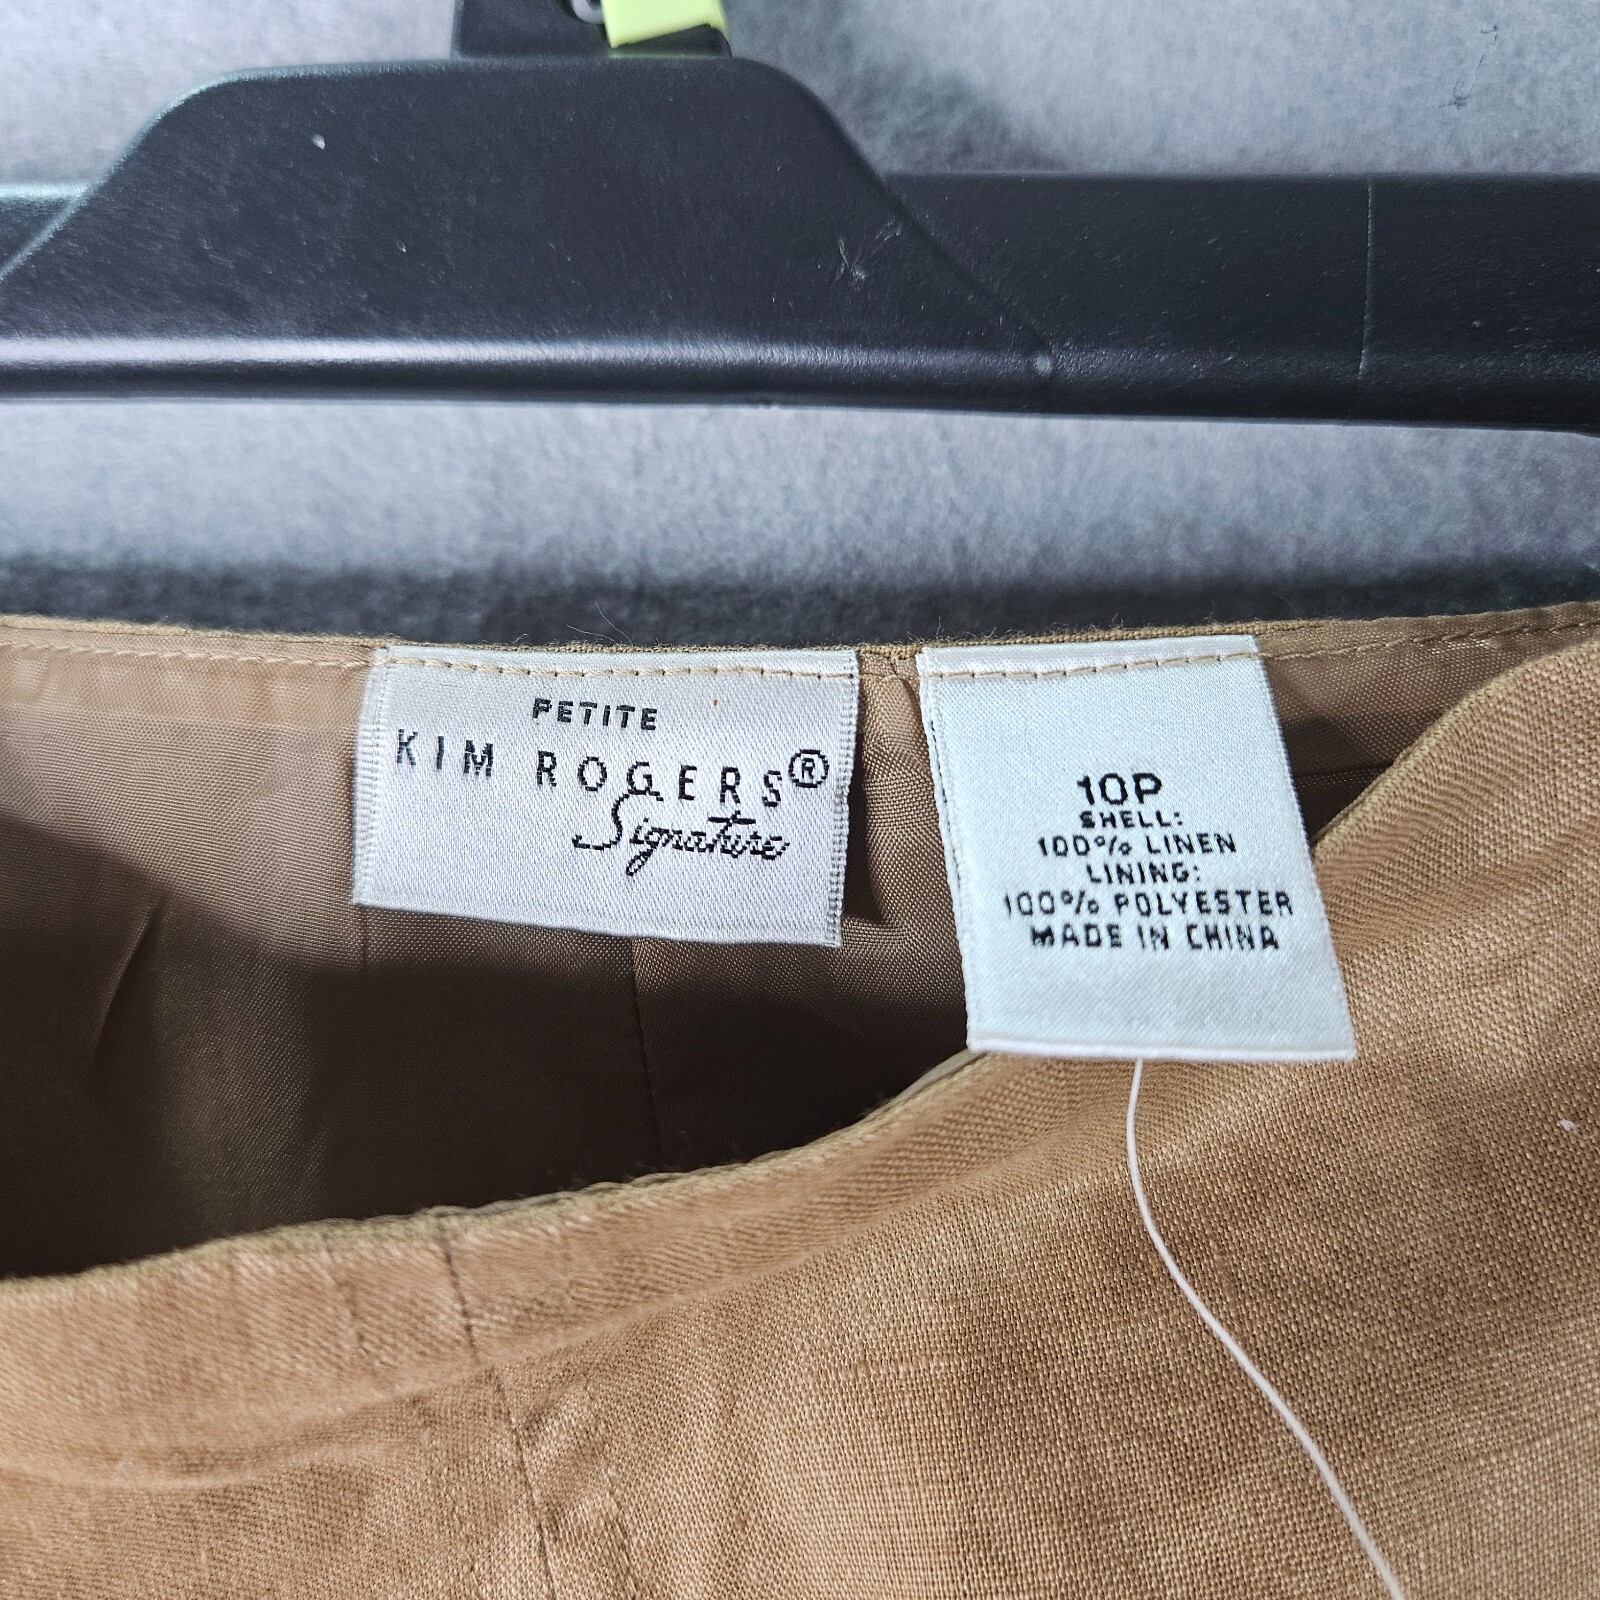 PETITE
KIM ROGERS®
Signature
10P
SHELL:
100% LINEN
LINING:
100% POLYESTER
MADE IN CHINA